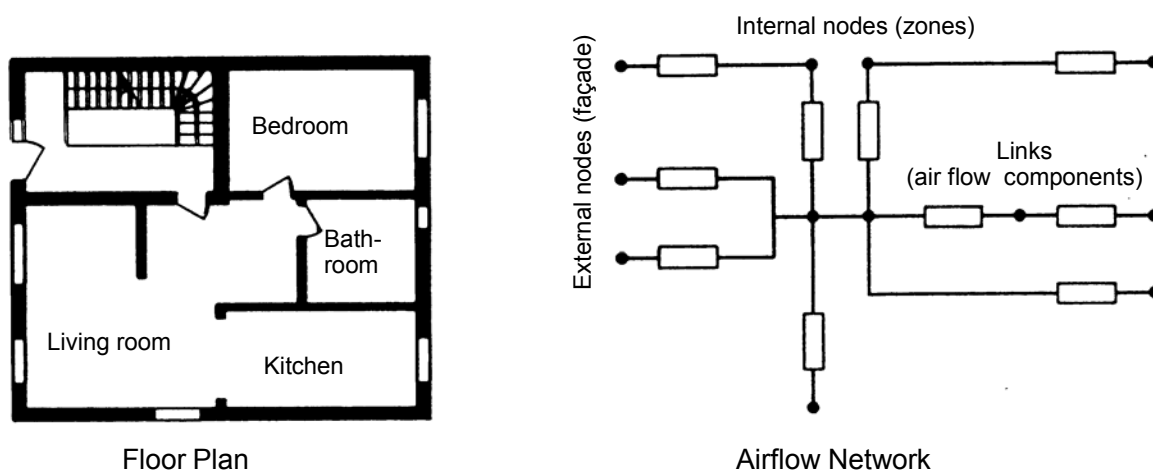 Bedroom
Bath-
room
Living room
Kitchen
Floor Plan
Internal nodes (zones)
External nodes (façade)
Links
(air flow components)
Airflow Network